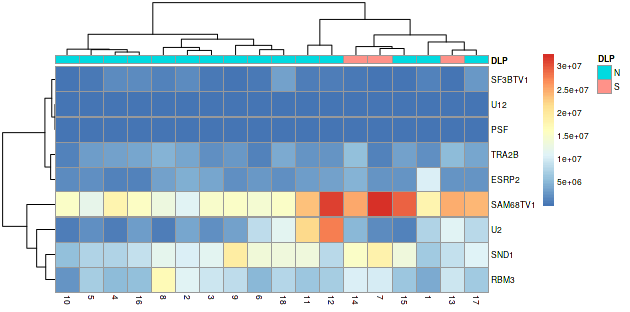 DLP
DLP
N
S
SF3BTV1
U12
PSF
TRA2B
ESRP2
SAM68TV1
U2
SND1
RBM3
3e+07
2.5e+07
2e+07
1.5e+07
1e+07
5e+06
10 5 4 16 8 2 3 9 6 18 11 12 14 7 15 1 13 17